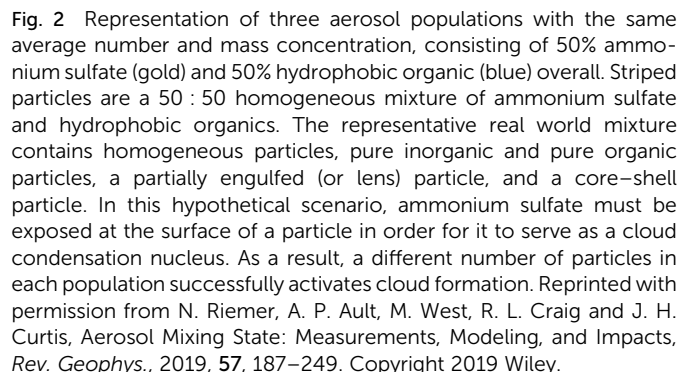 Fig. 2 Representation of three aerosol populations with the same
average number and mass concentration, consisting of 50% ammo-
nium sulfate (gold) and 50% hydrophobic organic (blue) overall. Striped
particles are a 50 : 50 homogeneous mixture of ammonium sulfate
and hydrophobic organics. The representative real world mixture
contains homogeneous particles, pure inorganic and pure organic
particles, a partially engulfed (or lens) particle, and a core–shell
particle. In this hypothetical scenario, ammonium sulfate must be
exposed at the surface of a particle in order for it to serve as a cloud
condensation nucleus. As a result, a different number of particles in
each population successfully activates cloud formation. Reprinted with
permission from N. Riemer, A. P. Ault, M. West, R. L. Craig and J. H.
Curtis, Aerosol Mixing State: Measurements, Modeling, and Impacts,
Rev. Geophys., 2019, 57, 187–249. Copyright 2019 Wiley.